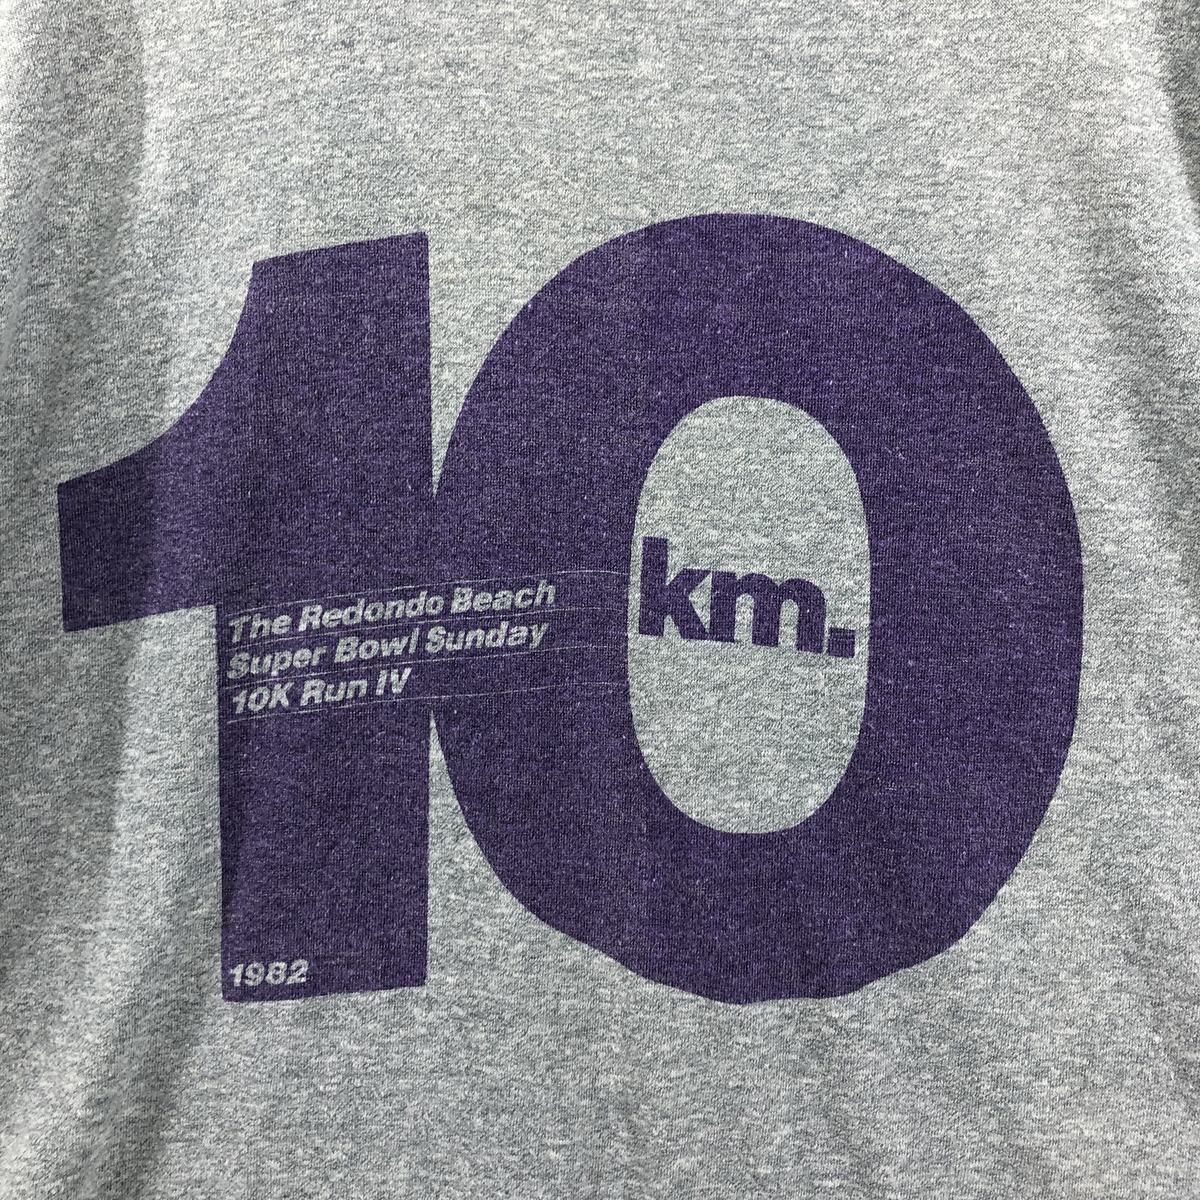 10
km.
The Redondo Beach
Super Bowl Sunday
10K Run IV
1982